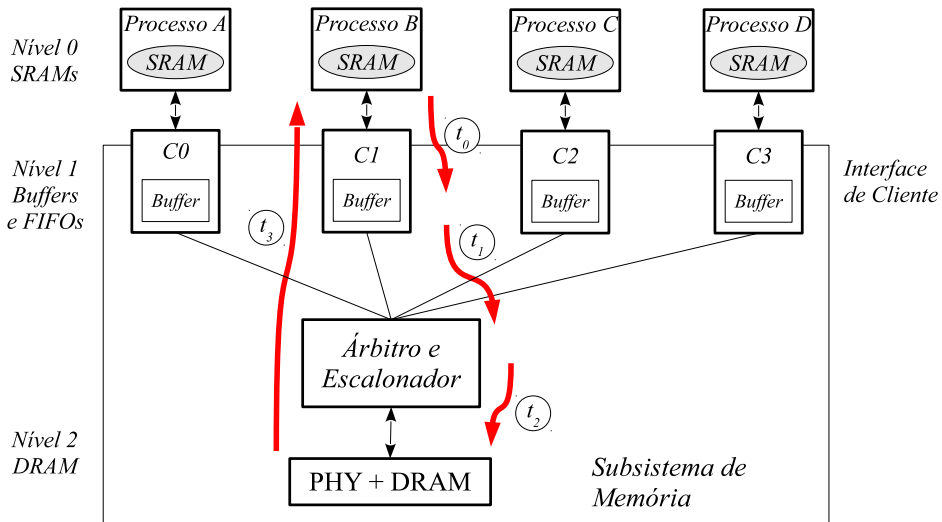 Nível 0
SRAMs
Processo A
SRAM
Processo B
SRAM
Processo C
SRAM
Processo D
SRAM
t0
Nível 1
Buffers
e FIFOs
C0
Buffer
C1
Buffer
C2
Buffer
C3
Buffer
Interface
de Cliente
t3
t1
Árbitro e
Escalonador
t2
Nível 2
DRAM
PHY + DRAM
Subsistema de
Memória